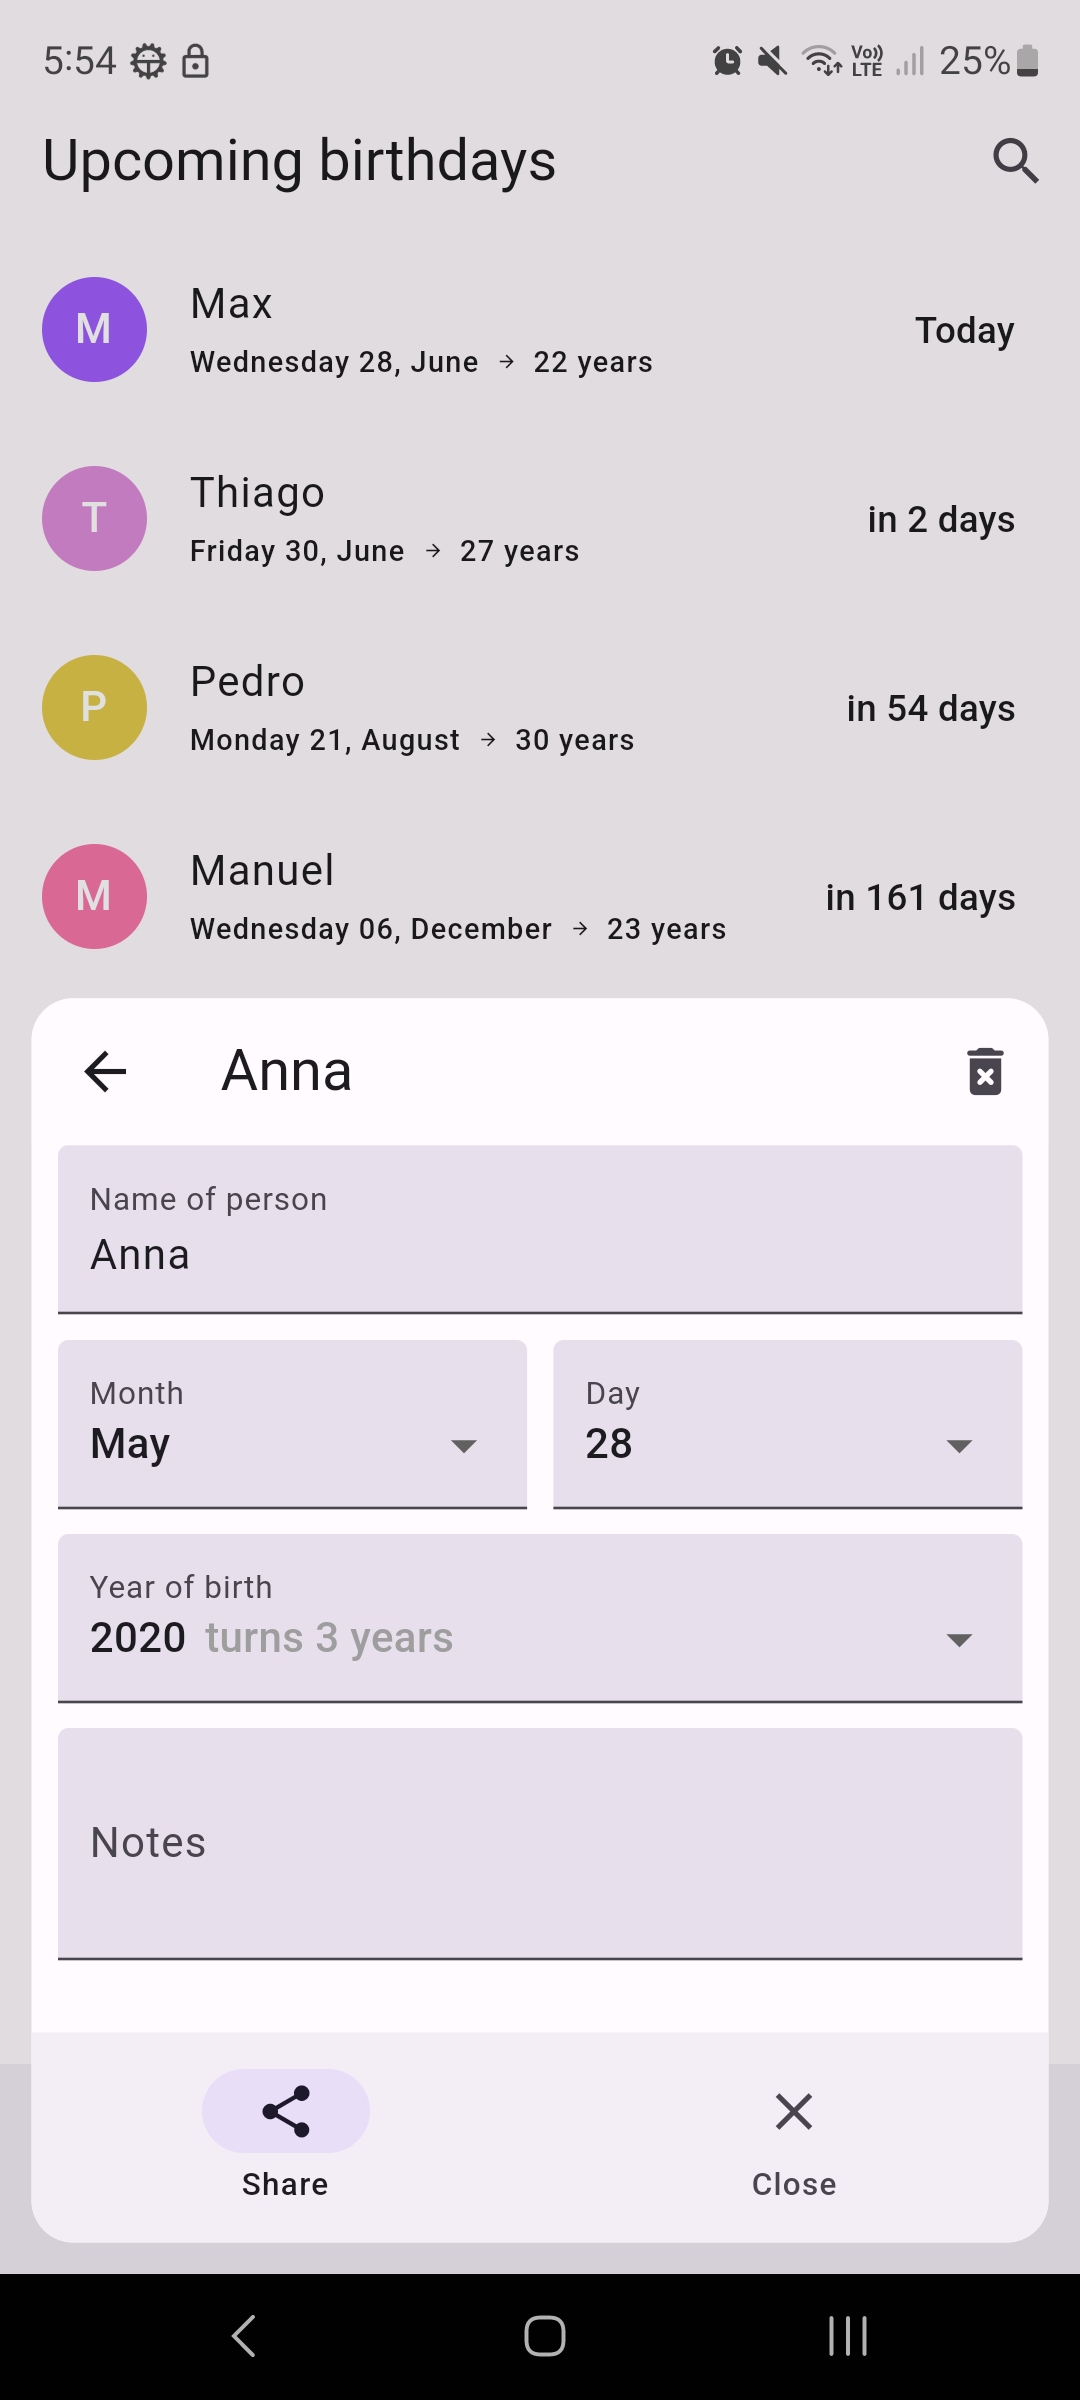 5:54
Vo)) LTE 25%
Upcoming birthdays
M
Max
Today
Wednesday 28, June → 22 years
T
Thiago
in 2 days
Friday 30, June → 27 years
P
Pedro
in 54 days
Monday 21, August → 30 years
M
Manuel
in 161 days
Wednesday 06, December → 23 years
Anna
Name of person
Anna
Month
May
Day
28
Year of birth
2020 turns 3 years
Notes
Share
Close